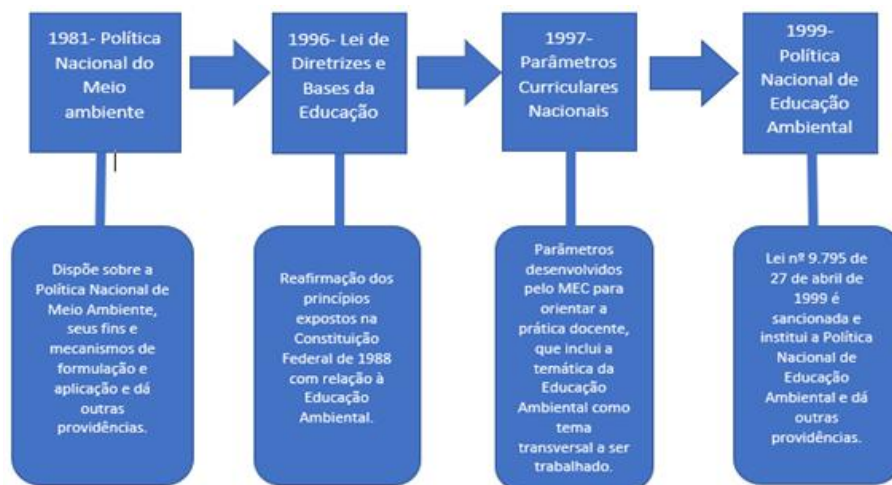 1981- Política
Nacional do
Meio
ambiente
1996- Lei de
Diretrizes e
Bases da
Educação
1997-
Parâmetros
Curriculares
Nacionais
1999-
Política
Nacional de
Educação
Ambiental
Dispõe sobre a
Política Nacional de
Meio Ambiente,
seus fins e
mecanismos de
formulação e
aplicação e dá
outras
providências.
Reafirmação dos
princípios
expostos na
Constituição
Federal de 1988
com relação à
Educação
Ambiental.
Parâmetros
desenvolvidos
pelo MEC para
orientar a
prática docente,
que inclui a
temática da
Educação
Ambiental como
tema
transversal a ser
trabalhado.
Lei nº 9.795 de
27 de abril de
1999 é
sancionada e
institui a Política
Nacional de
Educação
Ambiental e dá
outras
providências.